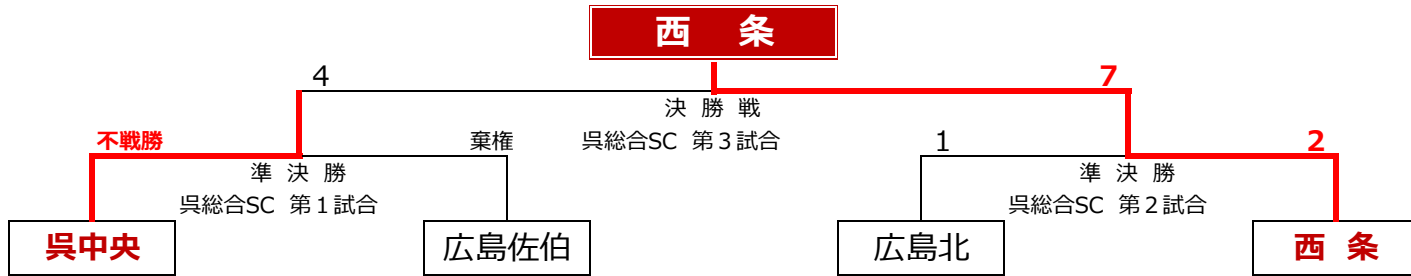 西 条
4
7
決 勝 戦
不戦勝
棄権
呉総合SC 第3試合
1
2
準 決 勝
準 決 勝
呉総合SC 第1試合
呉総合SC 第2試合
呉中央
広島佐伯
広島北
西 条